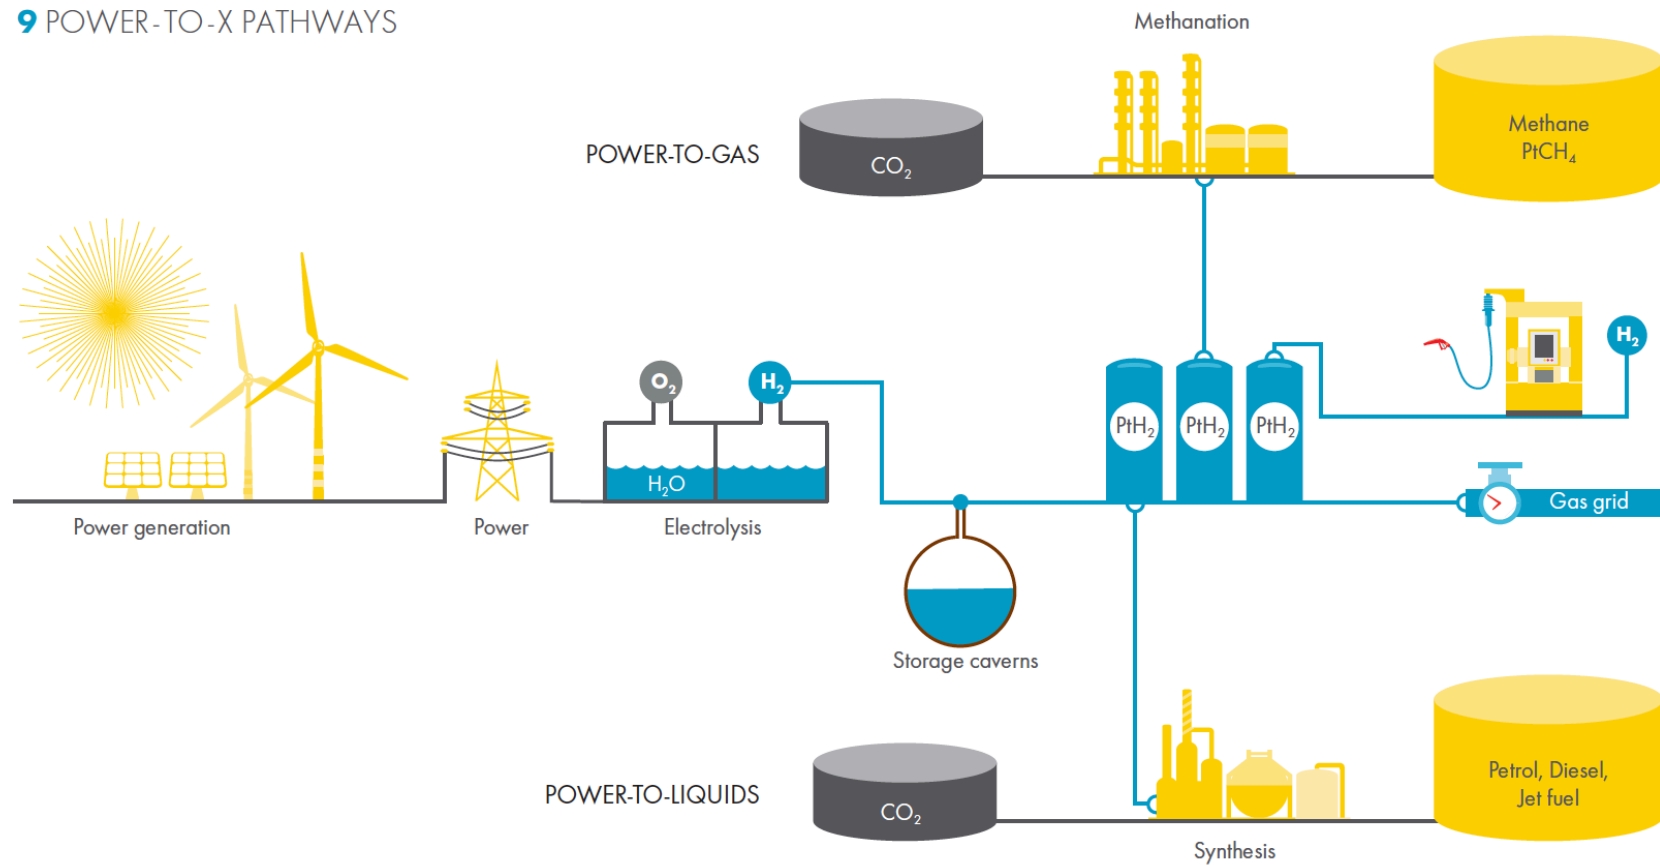 9 POWER-TO-X PATHWAYS
Methanation
POWER-TO-GAS
CO₂
Methane
PtCH₄
H₂
O₂
H₂
PtH₂
PtH₂
PtH₂
H₂O
Gas grid
Power generation
Power
Electrolysis
Storage caverns
POWER-TO-LIQUIDS
CO₂
Petrol, Diesel,
Jet fuel
Synthesis